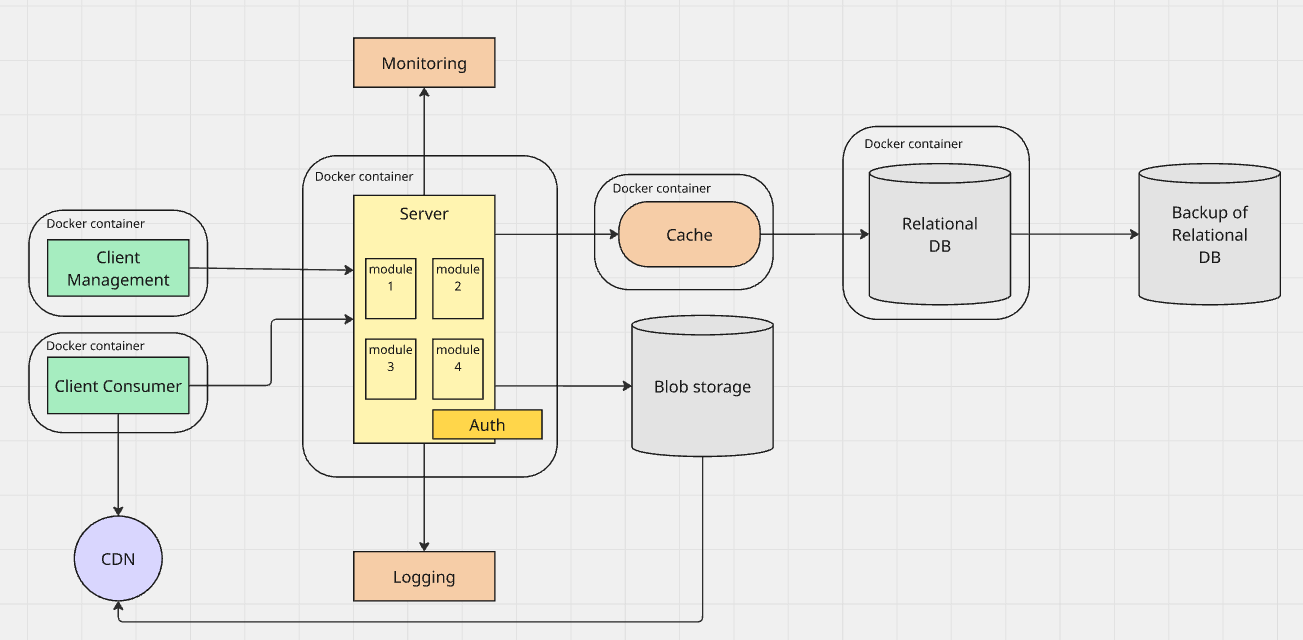 Monitoring
Docker container
Server
module
1
module
2
module
3
module
4
Auth
Logging
Docker container
Client
Management
Docker container
Client Consumer
CDN
Docker container
Cache
Blob storage
Docker container
Relational
DB
Backup of
Relational
DB